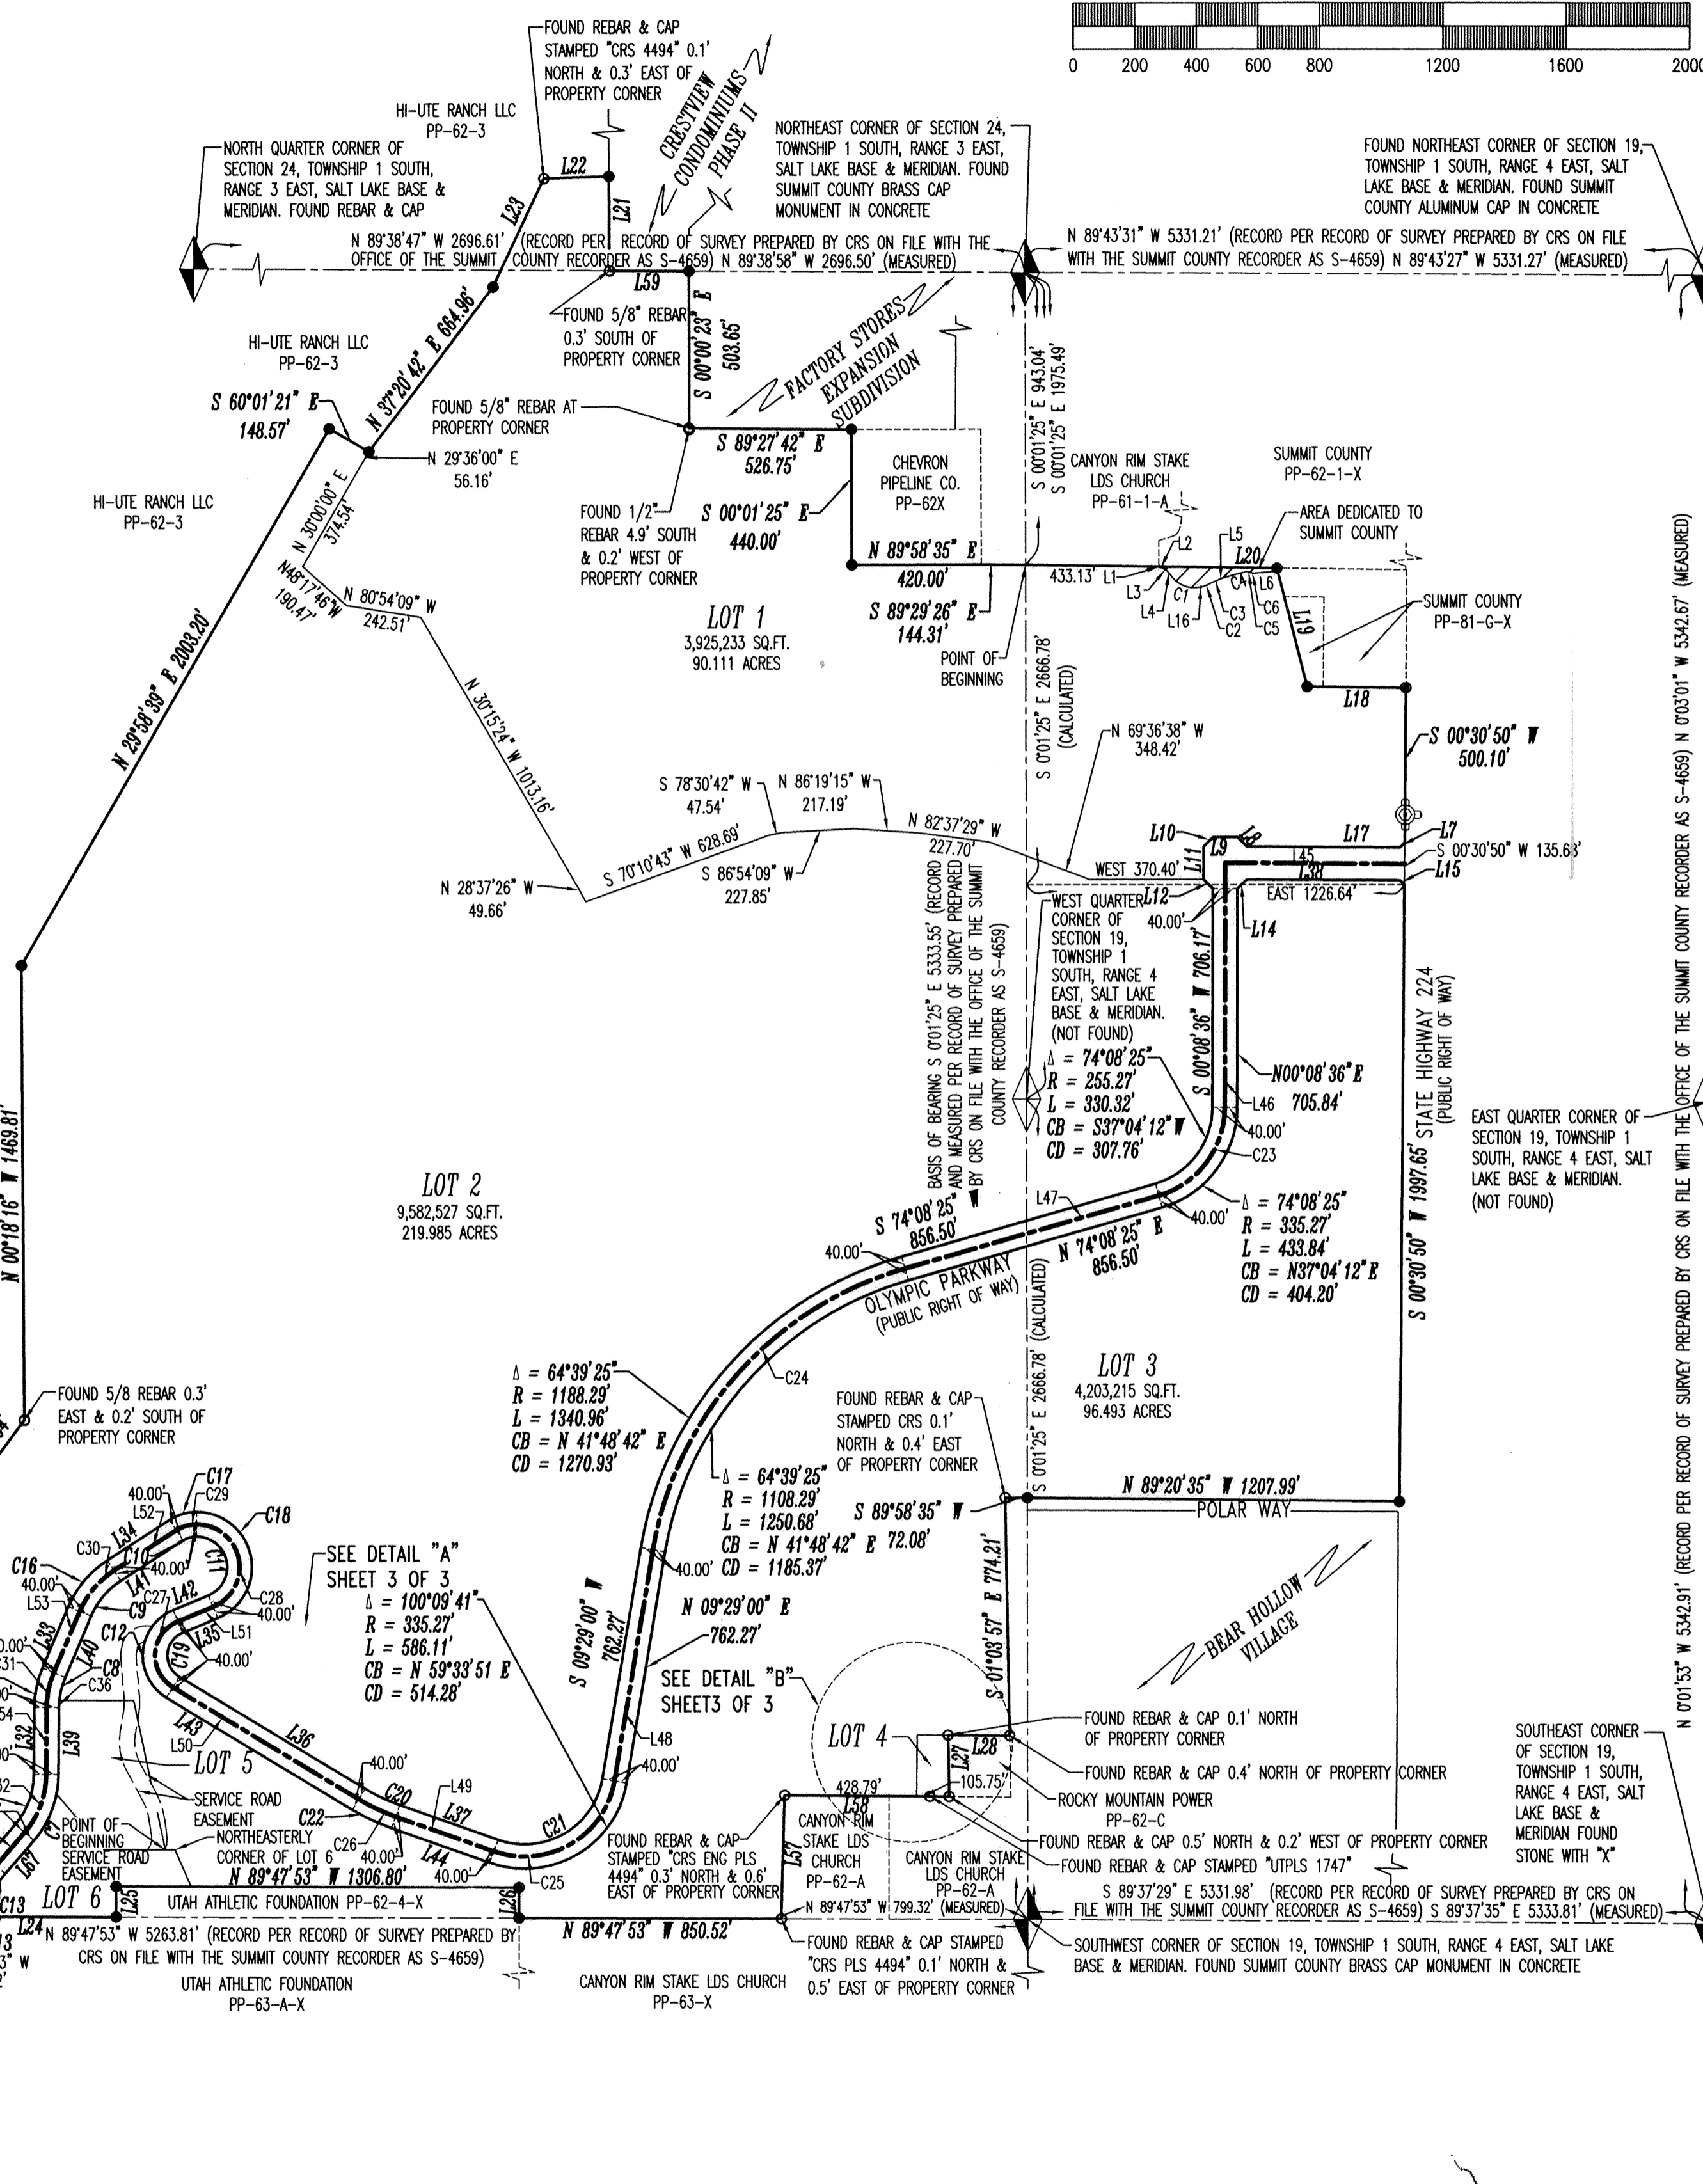 0 200 400 600 800 1200 1600 2000
FOUND REBAR & CAP
STAMPED "CRS 4494" 0.1'
NORTH & 0.3' EAST OF
PROPERTY CORNER
HI-UTE RANCH LLC
PP-62-3
CRESTVIEW
CONDOMINIUMS
PHASE II
NORTH QUARTER CORNER OF
SECTION 24, TOWNSHIP 1 SOUTH,
RANGE 3 EAST, SALT LAKE BASE &
MERIDIAN. FOUND REBAR & CAP
NORTHEAST CORNER OF SECTION 24,
TOWNSHIP 1 SOUTH, RANGE 3 EAST,
SALT LAKE BASE & MERIDIAN. FOUND
SUMMIT COUNTY BRASS CAP
MONUMENT IN CONCRETE
FOUND NORTHEAST CORNER OF SECTION 19,
TOWNSHIP 1 SOUTH, RANGE 4 EAST, SALT
LAKE BASE & MERIDIAN. FOUND SUMMIT
COUNTY ALUMINUM CAP IN CONCRETE
L22
L23
L21
N 89°38'47" W 2696.61' (RECORD PER RECORD OF SURVEY PREPARED BY CRS ON FILE WITH THE
OFFICE OF THE SUMMIT COUNTY RECORDER AS S-4659) N 89°38'58" W 2696.50' (MEASURED)
N 89°43'31" W 5331.21' (RECORD PER RECORD OF SURVEY PREPARED BY CRS ON FILE
WITH THE SUMMIT COUNTY RECORDER AS S-4659) N 89°43'27" W 5331.27' (MEASURED)
L59
FOUND 5/8" REBAR
0.3' SOUTH OF
PROPERTY CORNER
S 00°00'23" E
503.65'
FACTORY STORES
EXPANSION
SUBDIVISION
HI-UTE RANCH LLC
PP-62-3
N 37°20'42" E 664.96'
S 60°01'21" E
148.57'
FOUND 5/8" REBAR AT
PROPERTY CORNER
S 89°27'42" E
526.75'
N 29°36'00" E
56.16'
CHEVRON
PIPELINE CO.
PP-62X
S 00°01'25" E 943.04'
S 00°01'25" E 1975.49'
CANYON RIM STAKE
LDS CHURCH
PP-61-1-A
SUMMIT COUNTY
PP-62-1-X
AREA DEDICATED TO
SUMMIT COUNTY
HI-UTE RANCH LLC
PP-62-3
FOUND 1/2"
REBAR 4.9' SOUTH
& 0.2' WEST OF
PROPERTY CORNER
S 00°01'25" E
440.00'
N 89°58'35" E
420.00'
S 89°29'26" E
144.31'
433.13'
L1
L2
L3
L4
L5
L20
L6
C1
L16
C4
C3
C2
C6
C5
L19
N 30°00'00" E
374.54'
N48°17'46"W
190.47'
N 80°54'09" W
242.51'
LOT 1
3,925,233 SQ.FT.
90.111 ACRES
POINT OF
BEGINNING
SUMMIT COUNTY
PP-81-G-X
L18
S 00°30'50" W
500.10'
N 29°58'39" E 2003.20'
N 30°15'24" W 1013.16'
S 0°01'25" E 2666.78'
(CALCULATED)
N 69°36'38" W
348.42'
S 78°30'42" W
47.54'
N 86°19'15" W
217.19'
N 82°37'29" W
227.70'
S 70°10'43" W 628.69'
S 86°54'09" W
227.85'
N 28°37'26" W
49.66'
L10
L9
L8
L11
L17
L7
L45
L38
S 00°30'50" W 135.68'
L15
WEST 370.40'
L12
EAST 1226.64'
40.00'
L14
WEST QUARTER
CORNER OF
SECTION 19,
TOWNSHIP 1
SOUTH, RANGE 4
EAST, SALT LAKE
BASE & MERIDIAN.
(NOT FOUND)
BASIS OF BEARING S 0°01'25" E 5333.55' (RECORD
AND MEASURED PER RECORD OF SURVEY PREPARED
BY CRS ON FILE WITH THE OFFICE OF THE SUMMIT
COUNTY RECORDER AS S-4659)
S 00°08'36" W 706.17'
Δ = 74°08'25"
R = 255.27'
L = 330.32'
CB = S37°04'12"W
CD = 307.76'
N00°08'36"E
705.84'
L46
40.00'
C23
STATE HIGHWAY 224
(PUBLIC RIGHT OF WAY)
S 00°30'50" W 1997.65'
EAST QUARTER CORNER OF
SECTION 19, TOWNSHIP 1
SOUTH, RANGE 4 EAST, SALT
LAKE BASE & MERIDIAN.
(NOT FOUND)
N 0°01'53" W 5342.91' (RECORD PER RECORD OF SURVEY PREPARED BY CRS ON FILE WITH THE OFFICE OF THE SUMMIT COUNTY RECORDER AS S-4659) N 0°03'01" W 5342.67' (MEASURED)
N 00°18'16" W 1469.81'
LOT 2
9,582,527 SQ.FT.
219.985 ACRES
S 74°08'25" W
856.50'
L47
40.00'
N 74°08'25" E
856.50'
Δ = 74°08'25"
R = 335.27'
L = 433.84'
CB = N37°04'12"E
CD = 404.20'
40.00'
OLYMPIC PARKWAY
(PUBLIC RIGHT OF WAY)
S 0°01'25" E 2666.78' (CALCULATED)
C24
Δ = 64°39'25"
R = 1188.29'
L = 1340.96'
CB = N 41°48'42" E
CD = 1270.93'
LOT 3
4,203,215 SQ.FT.
96.493 ACRES
FOUND 5/8 REBAR 0.3'
EAST & 0.2' SOUTH OF
PROPERTY CORNER
FOUND REBAR & CAP
STAMPED CRS 0.1'
NORTH & 0.4' EAST
OF PROPERTY CORNER
Δ = 64°39'25"
R = 1108.29'
L = 1250.68'
CB = N 41°48'42" E
CD = 1185.37'
S 89°58'35" W
72.08'
N 89°20'35" W 1207.99'
POLAR WAY
C17
40.00'
C29
L52
C18
L34
C30
C10
C16
40.00'
40.00'
L41
C11
L53
C9
C27
L42
C28
40.00'
L33
L40
C12
L35
L51
C19
40.00'
C8
C36
L32
L39
SEE DETAIL "A"
SHEET 3 OF 3
Δ = 100°09'41"
R = 335.27'
L = 586.11'
CB = N 59°33'51 E
CD = 514.28'
40.00'
S 09°29'00" W
762.27'
N 09°29'00" E
762.27'
S 01°03'57" E 774.21'
BEAR HOLLOW
VILLAGE
SEE DETAIL "B"
SHEET3 OF 3
L43
L50
L36
LOT 5
L48
40.00'
LOT 4
L27
L28
FOUND REBAR & CAP 0.1' NORTH
OF PROPERTY CORNER
FOUND REBAR & CAP 0.4' NORTH OF PROPERTY CORNER
SOUTHEAST CORNER
OF SECTION 19,
TOWNSHIP 1 SOUTH,
RANGE 4 EAST, SALT
LAKE BASE &
MERIDIAN FOUND
STONE WITH "X"
40.00'
C20
L49
C22
L37
SERVICE ROAD
EASEMENT
428.79'
L58
105.75'
ROCKY MOUNTAIN POWER
PP-62-C
POINT OF
BEGINNING
SERVICE ROAD
EASEMENT
NORTHEASTERLY
CORNER OF LOT 6
C26
40.00'
L44
40.00'
C21
C25
L67
FOUND REBAR & CAP
STAMPED "CRS ENG PLS
4494" 0.3' NORTH & 0.6'
EAST OF PROPERTY CORNER
L57
CANYON RIM
STAKE LDS
CHURCH
PP-62-A
CANYON RIM STAKE
LDS CHURCH
PP-62-A
FOUND REBAR & CAP 0.5' NORTH & 0.2' WEST OF PROPERTY CORNER
FOUND REBAR & CAP STAMPED "UTPLS 1747"
N 89°47'53" W 1306.80'
LOT 6
L25
UTAH ATHLETIC FOUNDATION PP-62-4-X
L26
C13
L24
N 89°47'53" W 850.52'
N 89°47'53" W 799.32' (MEASURED)
S 89°37'29" E 5331.98' (RECORD PER RECORD OF SURVEY PREPARED BY CRS ON
FILE WITH THE SUMMIT COUNTY RECORDER AS S-4659) S 89°37'35" E 5333.81' (MEASURED)
N 89°47'53" W 5263.81' (RECORD PER RECORD OF SURVEY PREPARED BY
CRS ON FILE WITH THE SUMMIT COUNTY RECORDER AS S-4659)
FOUND REBAR & CAP STAMPED
"CRS PLS 4494" 0.1' NORTH &
0.5' EAST OF PROPERTY CORNER
SOUTHWEST CORNER OF SECTION 19, TOWNSHIP 1 SOUTH, RANGE 4 EAST, SALT LAKE
BASE & MERIDIAN. FOUND SUMMIT COUNTY BRASS CAP MONUMENT IN CONCRETE
UTAH ATHLETIC FOUNDATION
PP-63-A-X
CANYON RIM STAKE LDS CHURCH
PP-63-X